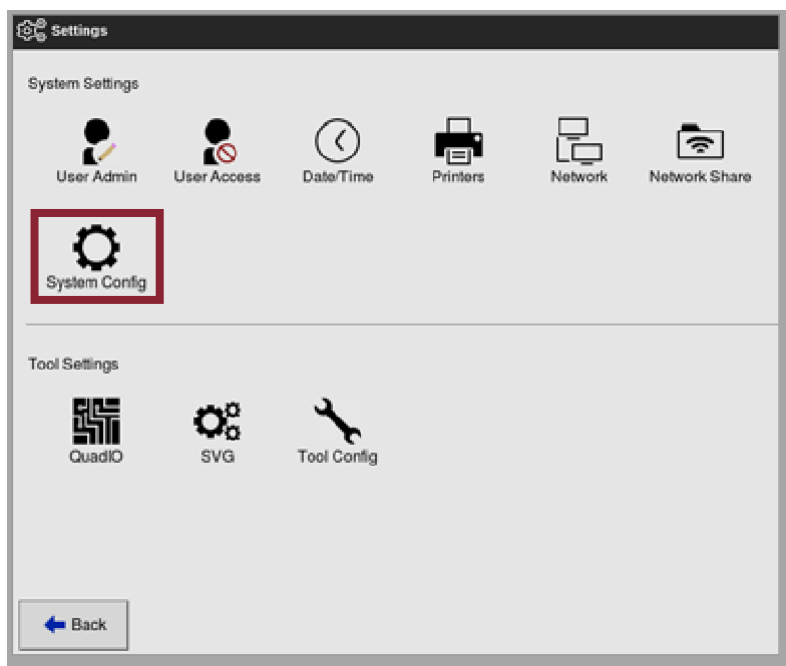 Settings
System Settings
User Admin User Access Date/Time Printers Network Network Share
System Config
Tool Settings
QuadIO SVG Tool Config
Back